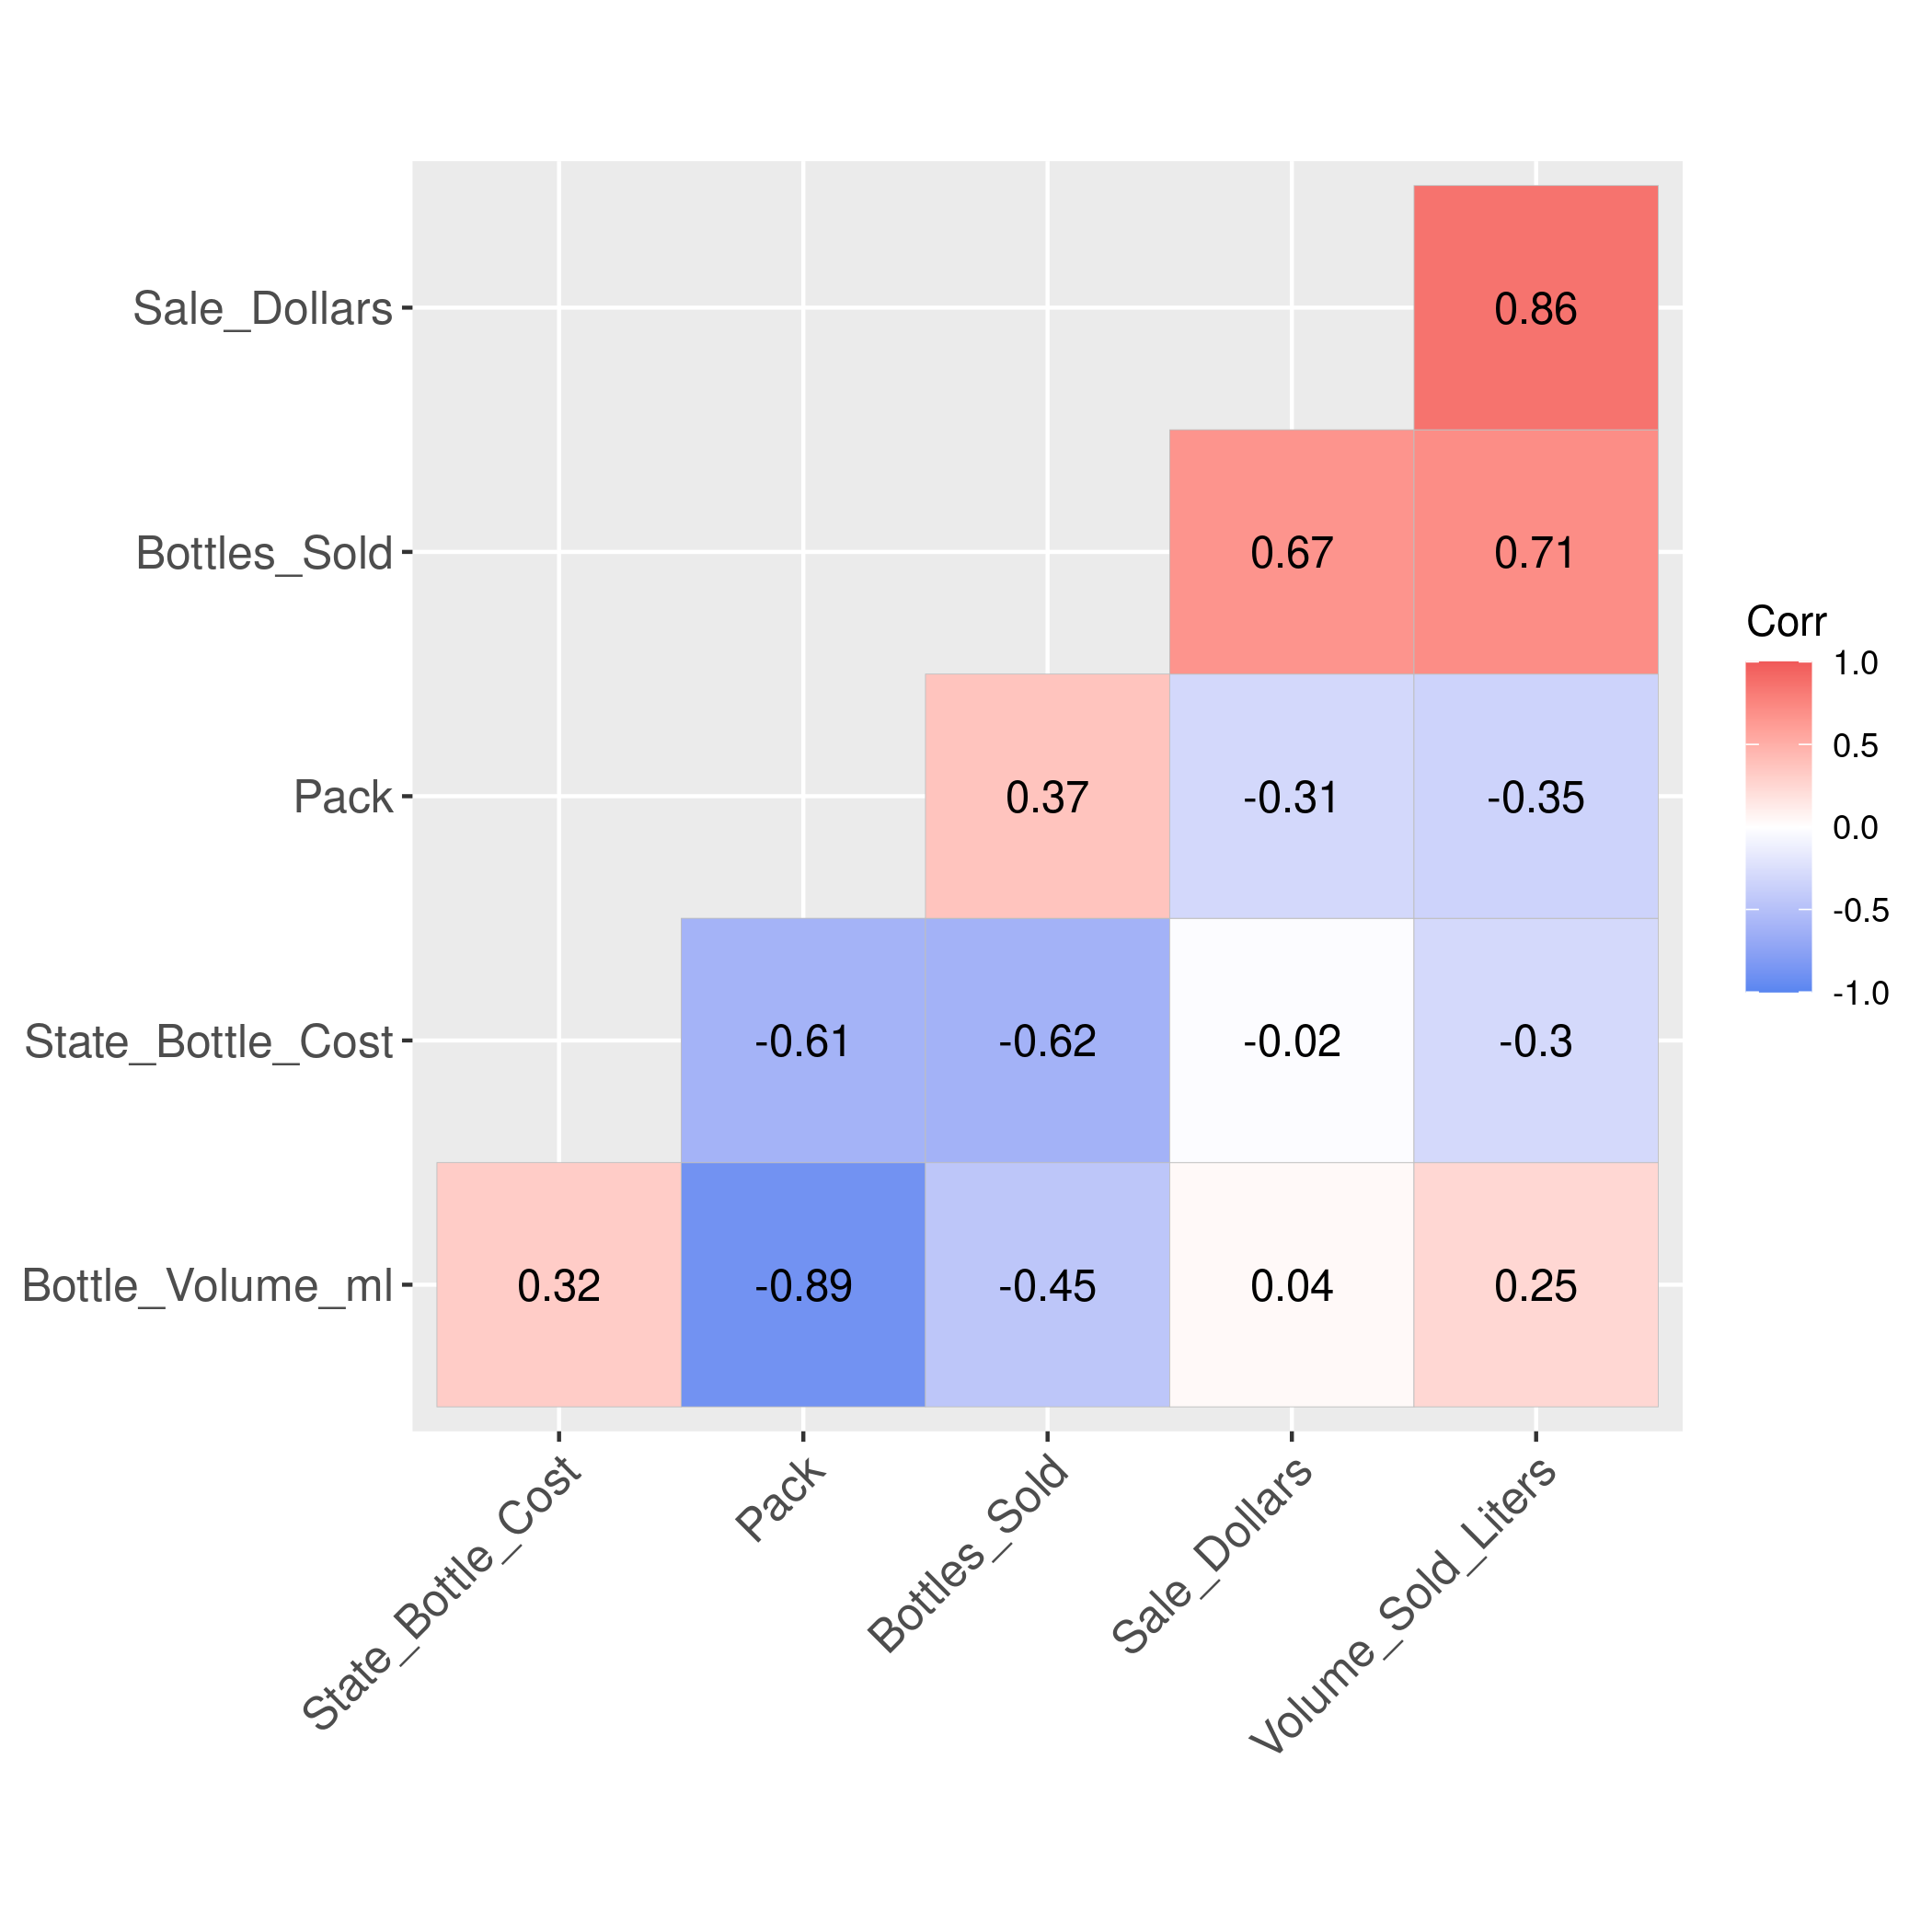 Sale_Dollars
0.86
Bottles_Sold
0.67 0.71
Pack
0.37 -0.31 -0.35
State_Bottle_Cost
-0.61 -0.62 -0.02 -0.3
Bottle_Volume_ml
0.32 -0.89 -0.45 0.04 0.25
State_Bottle_Cost
Pack
Bottles_Sold
Sale_Dollars
Volume_Sold_Liters
Corr
1.0
0.5
0.0
-0.5
-1.0